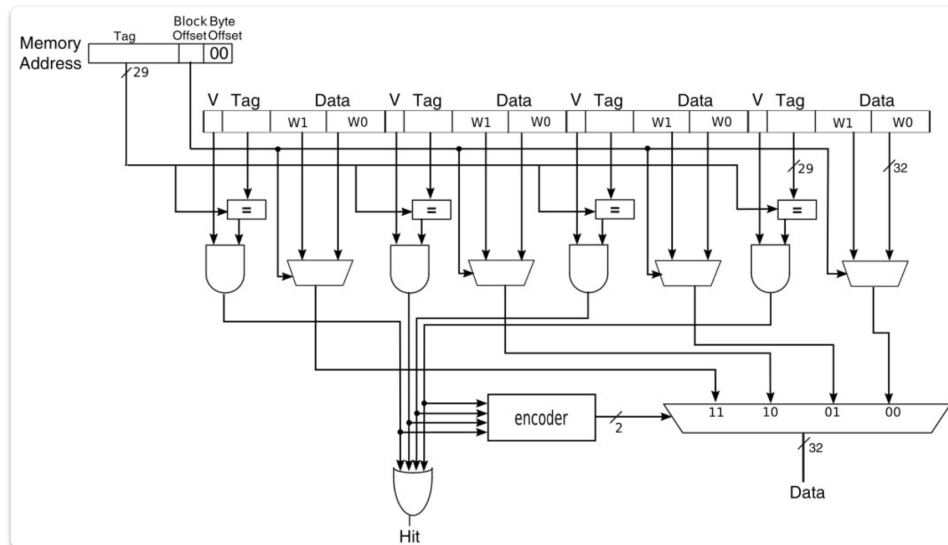 Block Byte
Tag Offset Offset
Memory Address 00
29
V Tag Data V Tag Data V Tag Data V Tag Data
W1 W0 W1 W0 W1 W0 W1 W0
29 32
= = = =
11 10 01 00
encoder 2
32
Data
Hit